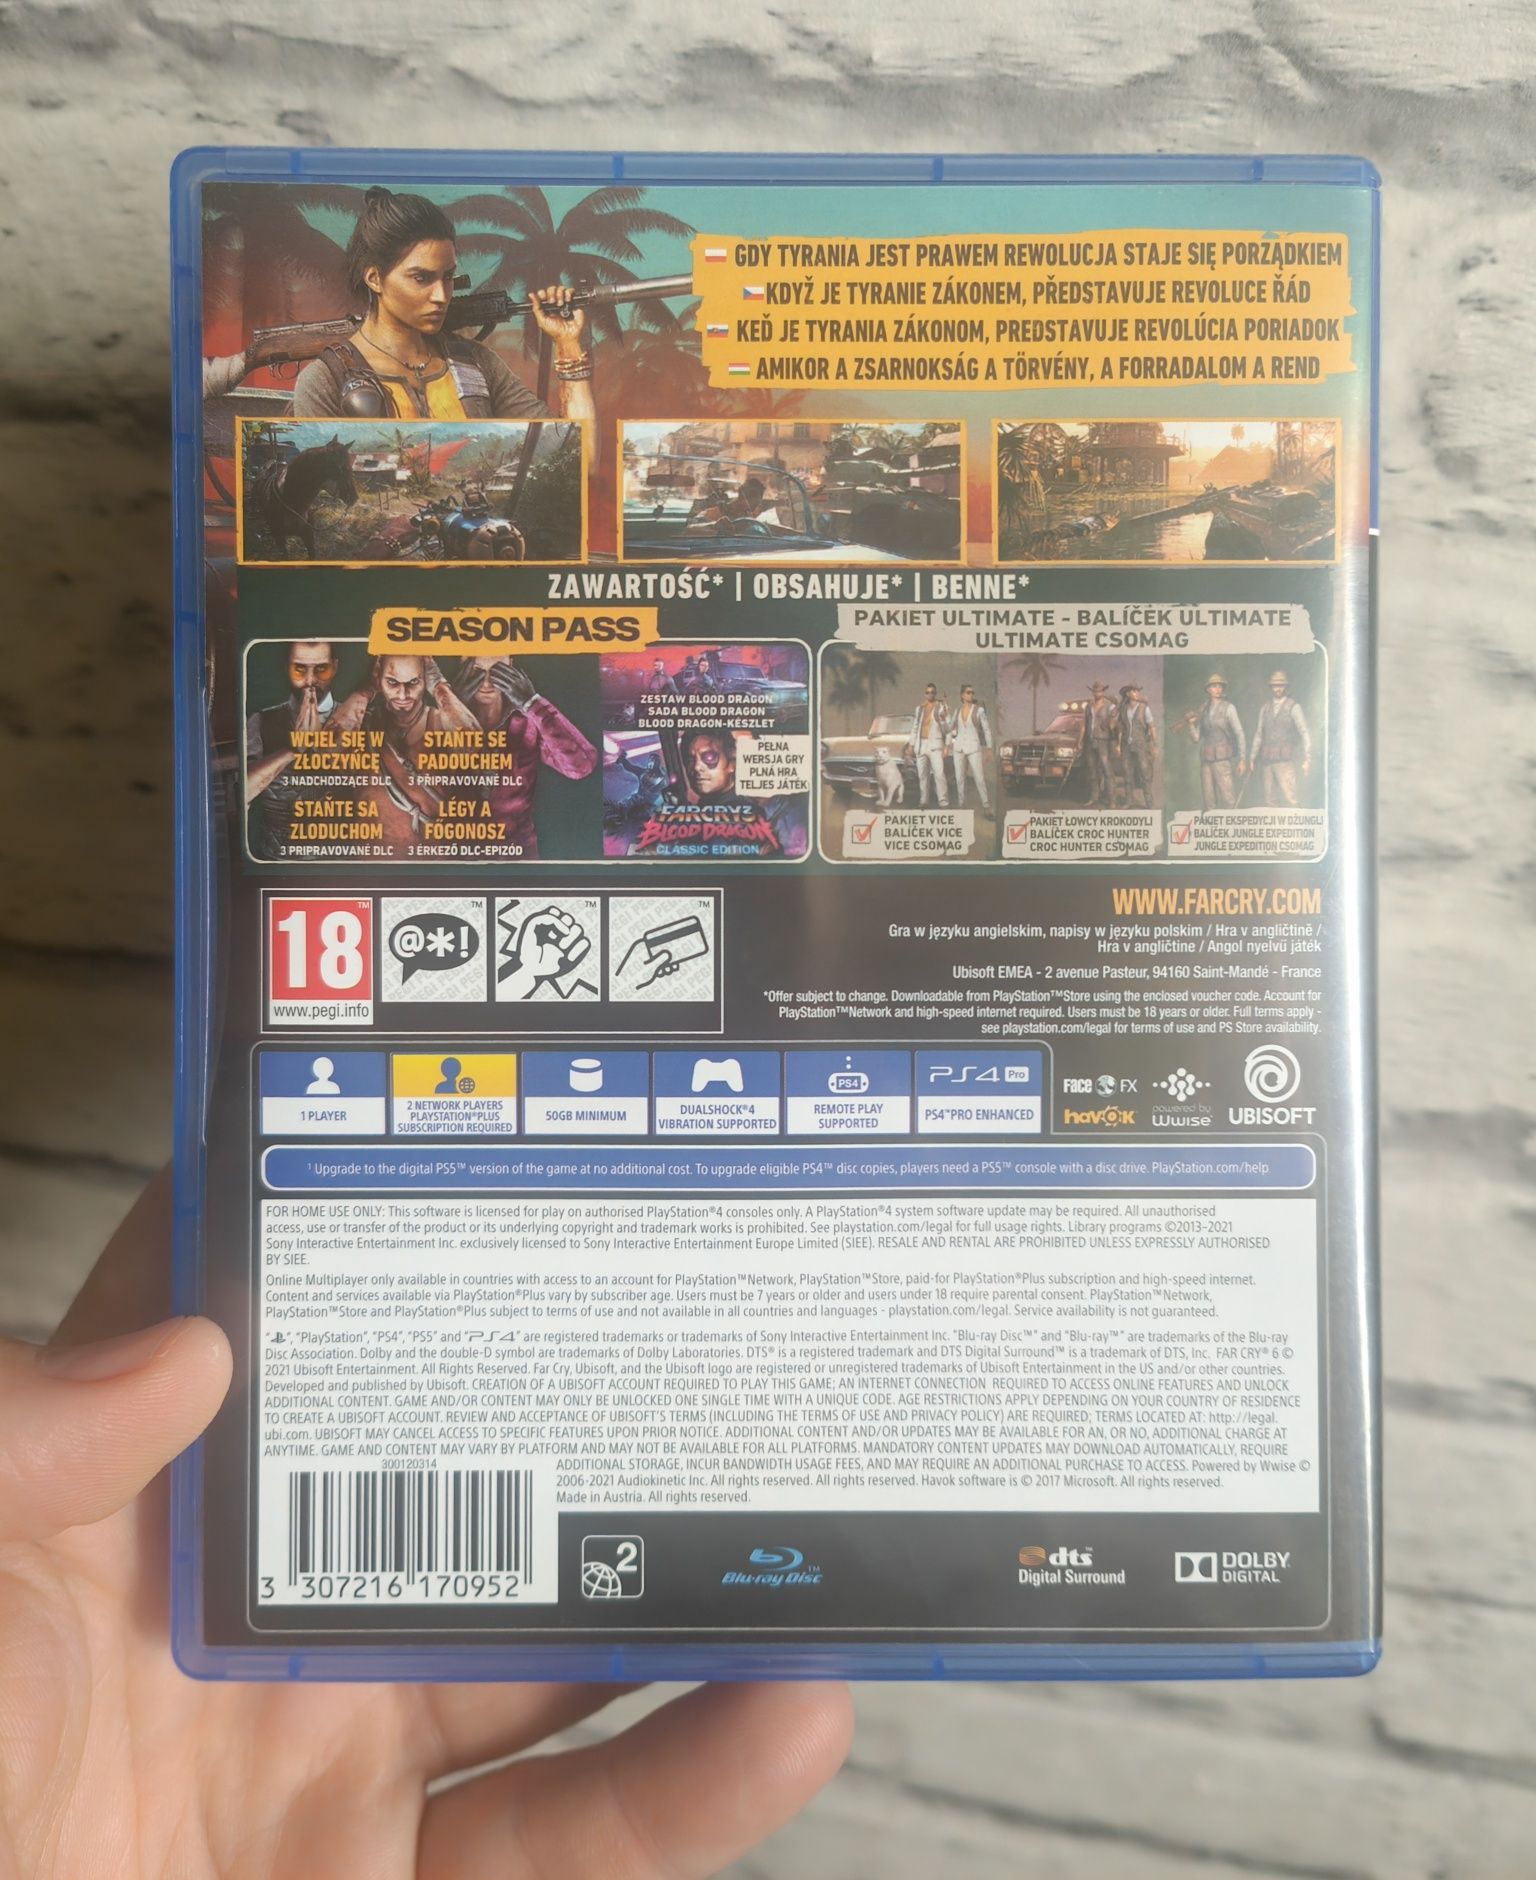 GDY TYRANIA JEST PRAWEM REWOLUCJA STAJE SIĘ PORZĄDKIEM
KDYŽ JE TYRANIE ZÁKONEM, PŘEDSTAVUJE REVOLUCE ŘÁD
KEĎ JE TYRANIA ZÁKONOM, PREDSTAVUJE REVOLÚCIA PORIADOK
AMIKOR A ZSARNOKSÁG A TÖRVÉNY, A FORRADALOM A REND
ZAWARTOŚĆ* | OBSAHUJE* | BENNE*
SEASON PASS
WCIEL SIĘ W
ZŁOCZYŃCĘ
3 NADCHODZĄCE DLC
STAŇTE SE
PADOUCHEM
3 PŘIPRAVOVANÉ DLC
STAŇTE SA
ZLODUCHOM
3 PRIPRAVOVANÉ DLC
LÉGY A
FŐGONOSZ
3 ÉRKEZŐ DLC-EPIZÓD
ZESTAW BLOOD DRAGON
SADA BLOOD DRAGON
BLOOD DRAGON-KÉSZLET
PEŁNA
WERSJA GRY
PLNÁ HRA
TELJES JÁTÉK
FARCRY3
BLOOD DRAGON
CLASSIC EDITION
PAKIET ULTIMATE - BALÍČEK ULTIMATE
ULTIMATE CSOMAG
PAKIET VICE
BALÍČEK VICE
VICE CSOMAG
PAKIET ŁOWCY KROKODYLI
BALÍČEK CROC HUNTER
CROC HUNTER CSOMAG
PAKIET EKSPEDYCJI W DŻUNGLI
BALÍČEK JUNGLE EXPEDITION
JUNGLE EXPEDITION CSOMAG
18
www.pegi.info
@*!
WWW.FARCRY.COM
Gra w języku angielskim, napisy w języku polskim / Hra v angličtině /
Hra v angličtine / Angol nyelvű játék
Ubisoft EMEA - 2 avenue Pasteur, 94160 Saint-Mandé - France
*Offer subject to change. Downloadable from PlayStation™Store using the enclosed voucher code. Account for
PlayStation™Network and high-speed internet required. Users must be 18 years or older. Full terms apply -
see playstation.com/legal for terms of use and PS Store availability.
1 PLAYER
2 NETWORK PLAYERS
PLAYSTATION®PLUS
SUBSCRIPTION REQUIRED
50GB MINIMUM
DUALSHOCK®4
VIBRATION SUPPORTED
PS4
REMOTE PLAY
SUPPORTED
PS4 Pro
PS4™PRO ENHANCED
FACE FX
havok
powered by
Wwise
UBISOFT
¹ Upgrade to the digital PS5™ version of the game at no additional cost. To upgrade eligible PS4™ disc copies, players need a PS5™ console with a disc drive. PlayStation.com/help
FOR HOME USE ONLY: This software is licensed for play on authorised PlayStation®4 consoles only. A PlayStation®4 system software update may be required. All unauthorised
access, use or transfer of the product or its underlying copyright and trademark works is prohibited. See playstation.com/legal for full usage rights. Library programs ©2013-2021
Sony Interactive Entertainment Inc. exclusively licensed to Sony Interactive Entertainment Europe Limited (SIEE). RESALE AND RENTAL ARE PROHIBITED UNLESS EXPRESSLY AUTHORISED
BY SIEE.
Online Multiplayer only available in countries with access to an account for PlayStation™Network, PlayStation™Store, paid-for PlayStation®Plus subscription and high-speed internet.
Content and services available via PlayStation®Plus vary by subscriber age. Users must be 7 years or older and users under 18 require parental consent. PlayStation™Network,
PlayStation™Store and PlayStation®Plus subject to terms of use and not available in all countries and languages - playstation.com/legal. Service availability is not guaranteed.
"", "PlayStation", "PS4", "PS5" and "PS4" are registered trademarks or trademarks of Sony Interactive Entertainment Inc. "Blu-ray Disc™" and "Blu-ray™" are trademarks of the Blu-ray
Disc Association. Dolby and the double-D symbol are trademarks of Dolby Laboratories. DTS® is a registered trademark and DTS Digital Surround™ is a trademark of DTS, Inc. FAR CRY® 6 ©
2021 Ubisoft Entertainment. All Rights Reserved. Far Cry, Ubisoft, and the Ubisoft logo are registered or unregistered trademarks of Ubisoft Entertainment in the US and/or other countries.
Developed and published by Ubisoft. CREATION OF A UBISOFT ACCOUNT REQUIRED TO PLAY THIS GAME; AN INTERNET CONNECTION REQUIRED TO ACCESS ONLINE FEATURES AND UNLOCK
ADDITIONAL CONTENT. GAME AND/OR CONTENT MAY ONLY BE UNLOCKED ONE SINGLE TIME WITH A UNIQUE CODE. AGE RESTRICTIONS APPLY DEPENDING ON YOUR COUNTRY OF RESIDENCE
TO CREATE A UBISOFT ACCOUNT. REVIEW AND ACCEPTANCE OF UBISOFT'S TERMS (INCLUDING THE TERMS OF USE AND PRIVACY POLICY) ARE REQUIRED; TERMS LOCATED AT: http://legal.
ubi.com. UBISOFT MAY CANCEL ACCESS TO SPECIFIC FEATURES UPON PRIOR NOTICE. ADDITIONAL CONTENT AND/OR UPDATES MAY BE AVAILABLE FOR AN, OR NO, ADDITIONAL CHARGE AT
ANYTIME. GAME AND CONTENT MAY VARY BY PLATFORM AND MAY NOT BE AVAILABLE FOR ALL PLATFORMS. MANDATORY CONTENT UPDATES MAY DOWNLOAD AUTOMATICALLY, REQUIRE
ADDITIONAL STORAGE, INCUR BANDWIDTH USAGE FEES, AND MAY REQUIRE AN ADDITIONAL PURCHASE TO ACCESS. Powered by Wwise ©
2006-2021 Audiokinetic Inc. All rights reserved. All rights reserved. Havok software is © 2017 Microsoft. All rights reserved.
Made in Austria. All rights reserved.
300120314
3 307216 170952
2
Blu-ray Disc™
dts
Digital Surround
DOLBY
DIGITAL